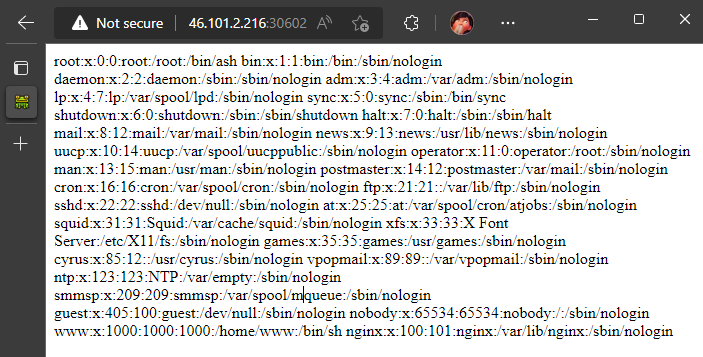 Not secure 46.101.2.216:30602
root:x:0:0:root:/root:/bin/ash bin:x:1:1:bin:/bin:/sbin/nologin
daemon:x:2:2:daemon:/sbin:/sbin/nologin adm:x:3:4:adm:/var/adm:/sbin/nologin
lp:x:4:7:lp:/var/spool/lpd:/sbin/nologin sync:x:5:0:sync:/sbin:/bin/sync
shutdown:x:6:0:shutdown:/sbin:/sbin/shutdown halt:x:7:0:halt:/sbin:/sbin/halt
mail:x:8:12:mail:/var/mail:/sbin/nologin news:x:9:13:news:/usr/lib/news:/sbin/nologin
uucp:x:10:14:uucp:/var/spool/uucppublic:/sbin/nologin operator:x:11:0:operator:/root:/sbin/nologin
man:x:13:15:man:/usr/man:/sbin/nologin postmaster:x:14:12:postmaster:/var/mail:/sbin/nologin
cron:x:16:16:cron:/var/spool/cron:/sbin/nologin ftp:x:21:21::/var/lib/ftp:/sbin/nologin
sshd:x:22:22:sshd:/dev/null:/sbin/nologin at:x:25:25:at:/var/spool/cron/atjobs:/sbin/nologin
squid:x:31:31:Squid:/var/cache/squid:/sbin/nologin xfs:x:33:33:X Font
Server:/etc/X11/fs:/sbin/nologin games:x:35:35:games:/usr/games:/sbin/nologin
cyrus:x:85:12::/usr/cyrus:/sbin/nologin vpopmail:x:89:89::/var/vpopmail:/sbin/nologin
ntp:x:123:123:NTP:/var/empty:/sbin/nologin
smmsp:x:209:209:smmsp:/var/spool/mqueue:/sbin/nologin
guest:x:405:100:guest:/dev/null:/sbin/nologin nobody:x:65534:65534:nobody:/:/sbin/nologin
www:x:1000:1000:1000:/home/www:/bin/sh nginx:x:100:101:nginx:/var/lib/nginx:/sbin/nologin